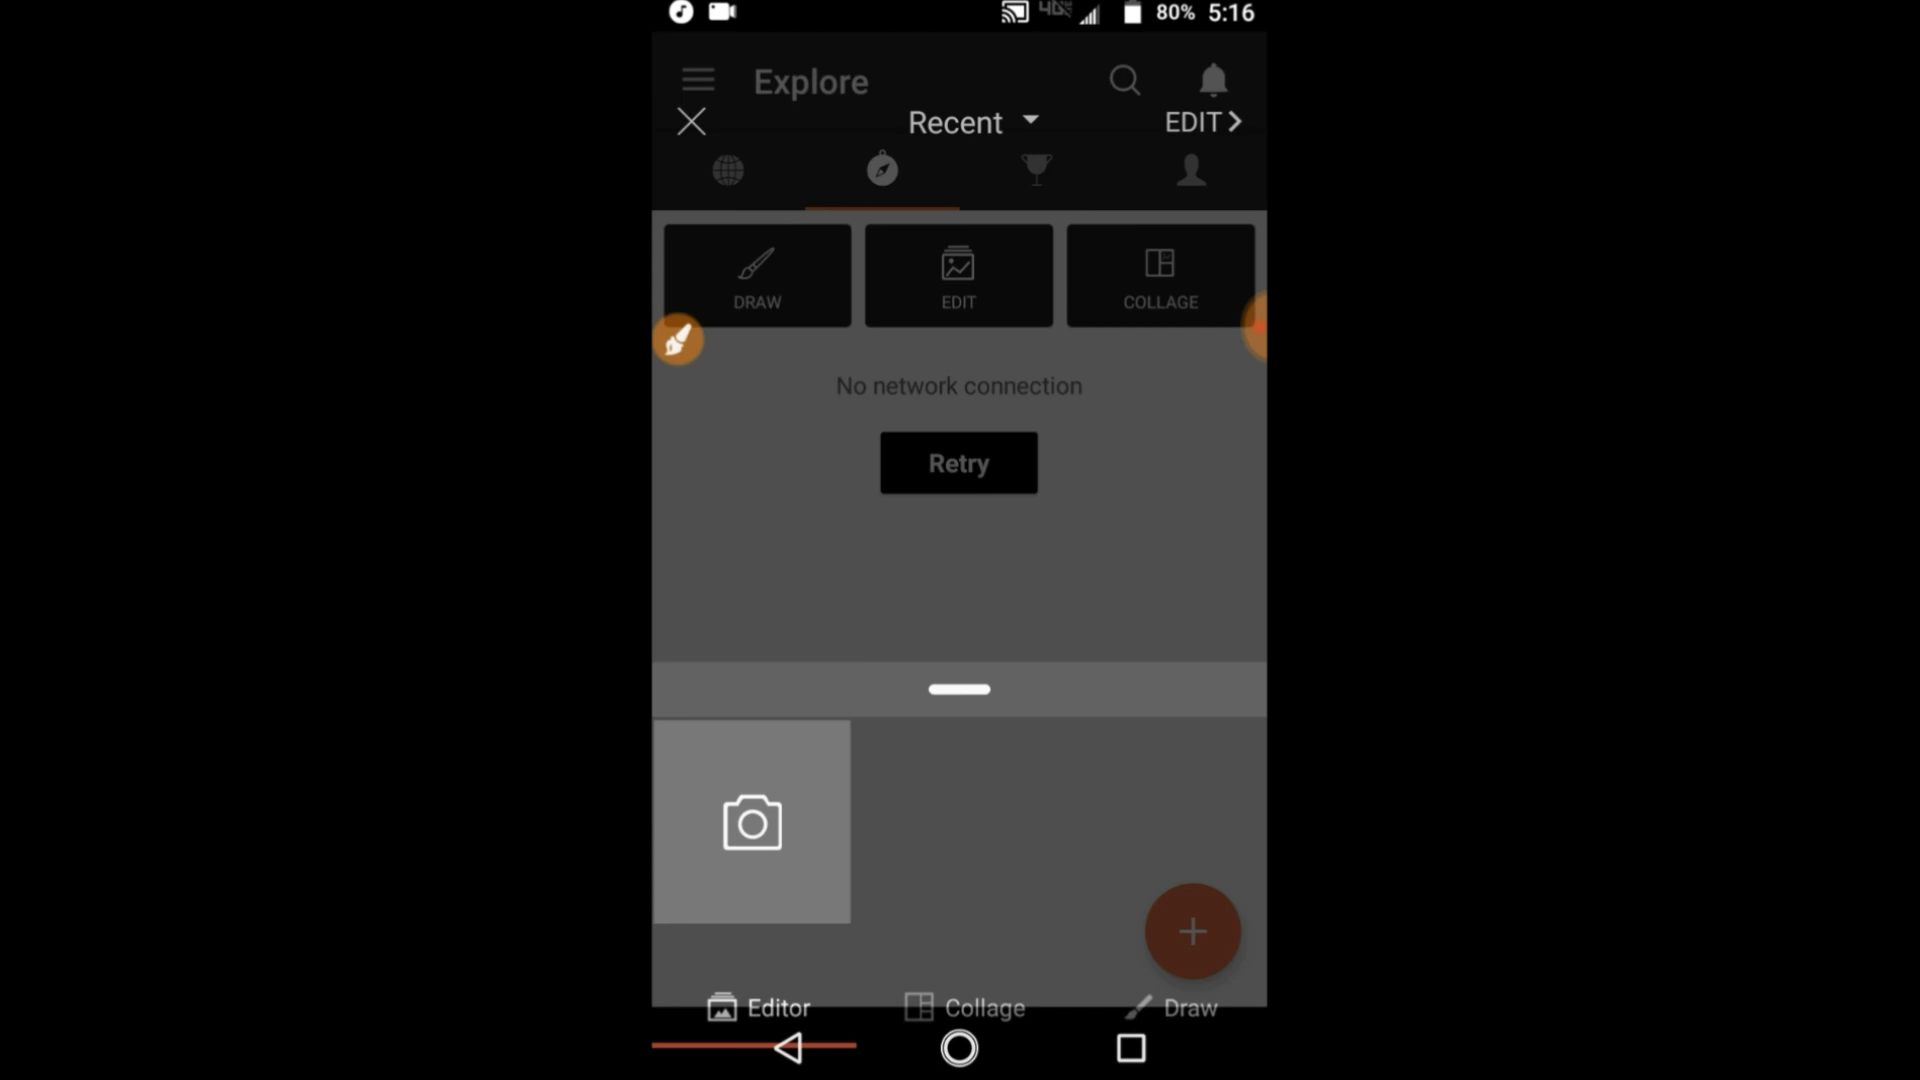 80% 5:16
Explore
Recent EDIT
DRAW EDIT COLLAGE
No network connection
Retry
Editor Collage Draw